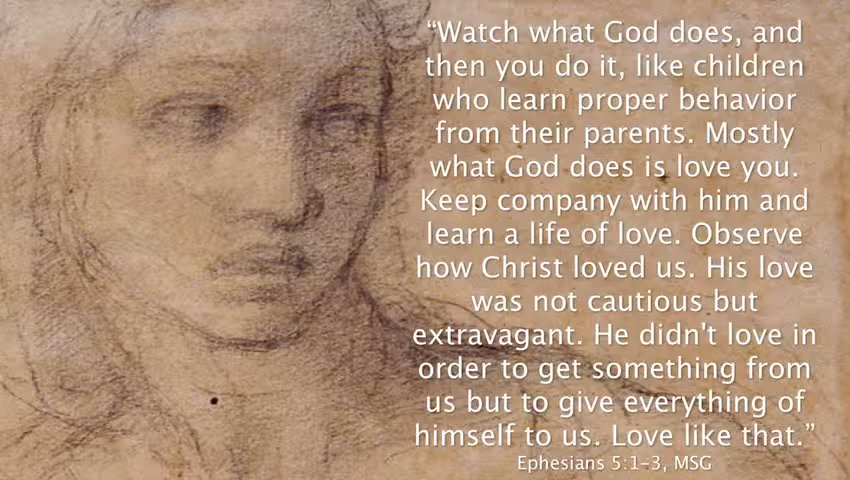 “Watch what God does, and
then you do it, like children
who learn proper behavior
from their parents. Mostly
what God does is love you.
Keep company with him and
learn a life of love. Observe
how Christ loved us. His love
was not cautious but
extravagant. He didn't love in
order to get something from
us but to give everything of
himself to us. Love like that.”
Ephesians 5:1-3, MSG